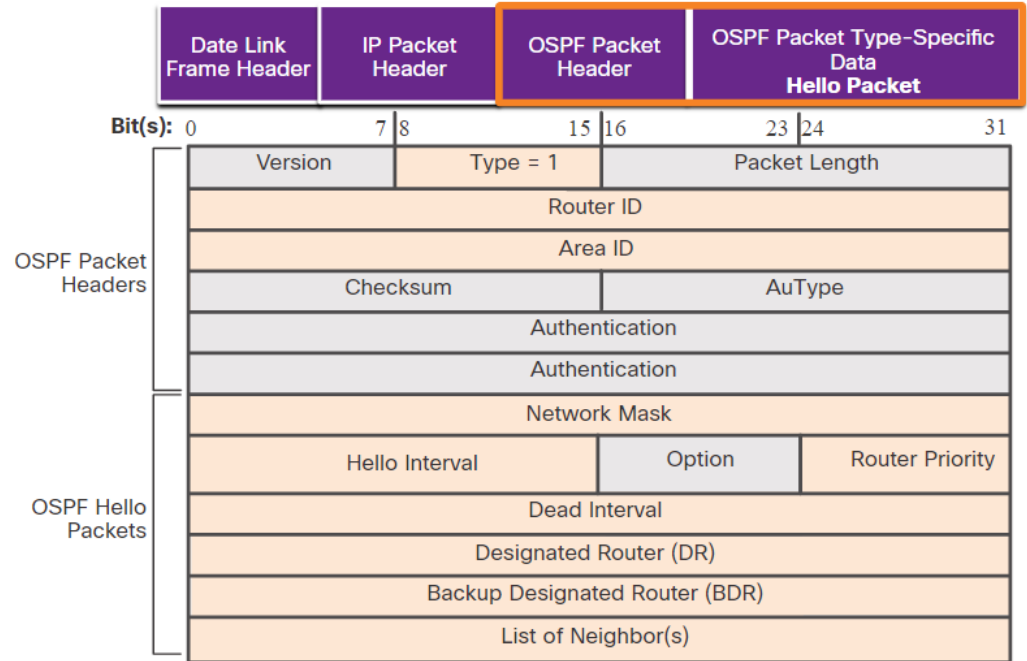 Date Link
Frame Header
IP Packet
Header
OSPF Packet
Header
OSPF Packet Type-Specific
Data
Hello Packet
Bit(s): 0 7 8 15 16 23 24 31
Version Type = 1 Packet Length
Router ID
Area ID
OSPF Packet
Headers
Checksum AuType
Authentication
Authentication
Network Mask
Hello Interval Option Router Priority
OSPF Hello
Packets
Dead Interval
Designated Router (DR)
Backup Designated Router (BDR)
List of Neighbor(s)